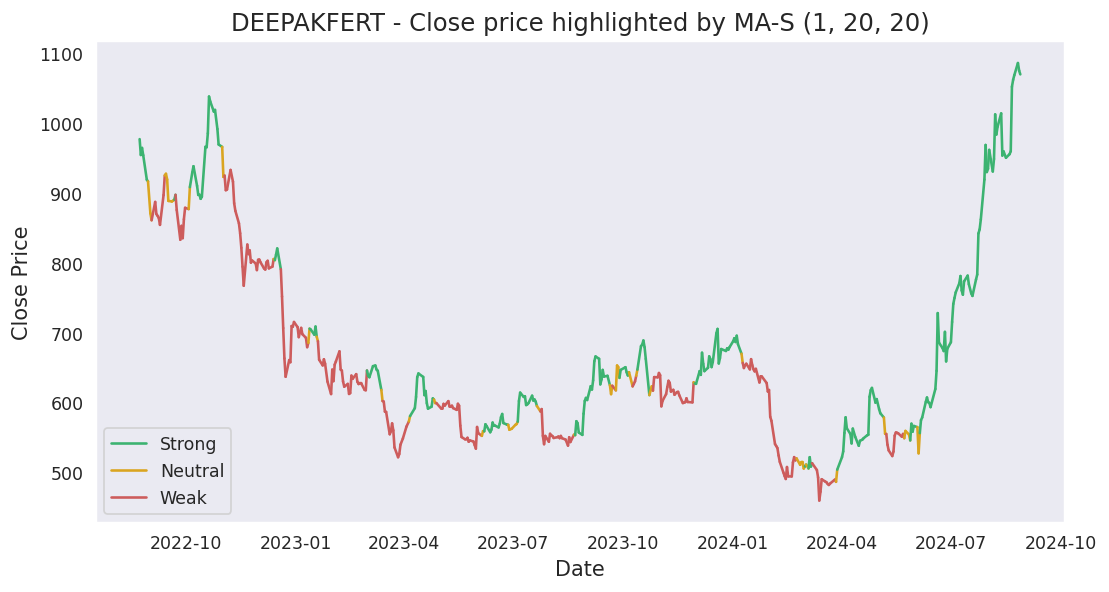 DEEPAKFERT - Close price highlighted by MA-S (1, 20, 20)
Close Price
1100
1000
900
800
700
600
500
Strong
Neutral
Weak
2022-10 2023-01 2023-04 2023-07 2023-10 2024-01 2024-04 2024-07 2024-10
Date